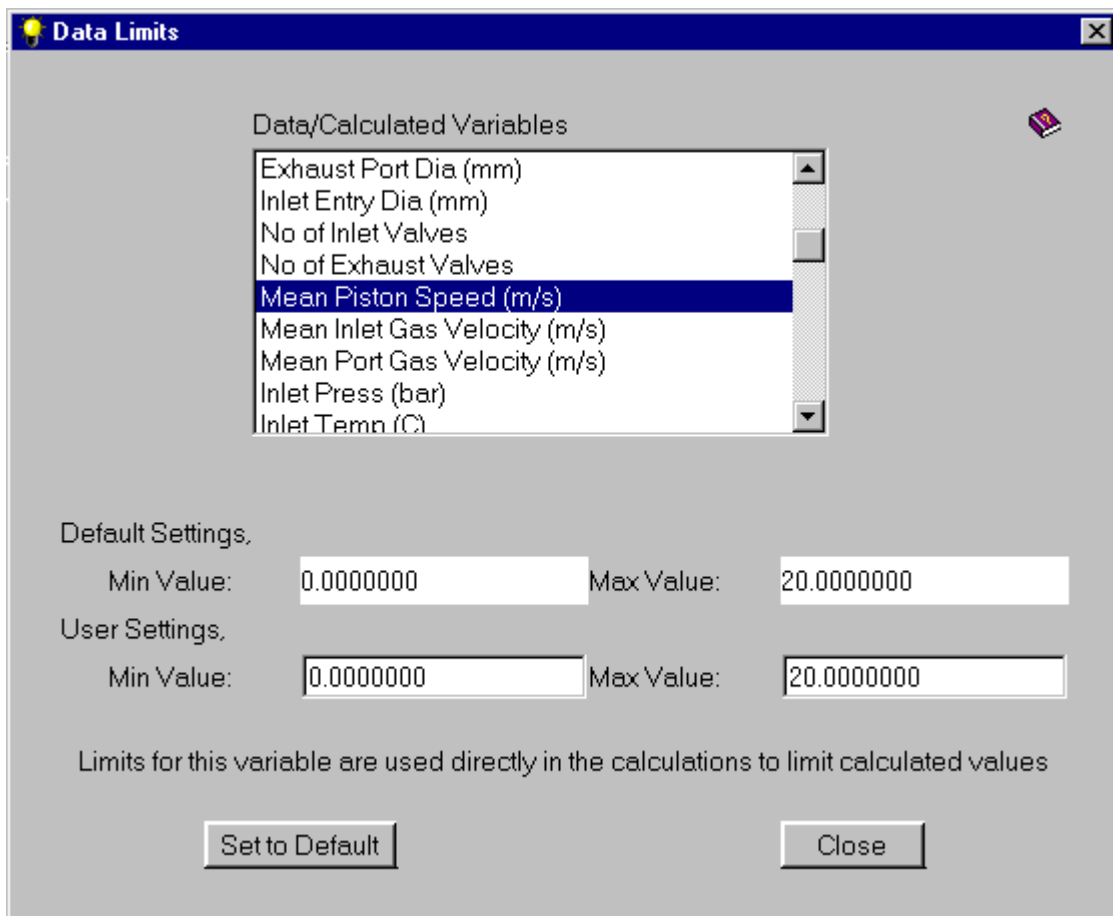 Data Limits
Data/Calculated Variables
Exhaust Port Dia (mm)
Inlet Entry Dia (mm)
No of Inlet Valves
No of Exhaust Valves
Mean Piston Speed (m/s)
Mean Inlet Gas Velocity (m/s)
Mean Port Gas Velocity (m/s)
Inlet Press (bar)
Inlet Temp (C)
Default Settings,
Min Value: 0.0000000 Max Value: 20.0000000
User Settings,
Min Value: 0.0000000 Max Value: 20.0000000
Limits for this variable are used directly in the calculations to limit calculated values
Set to Default Close